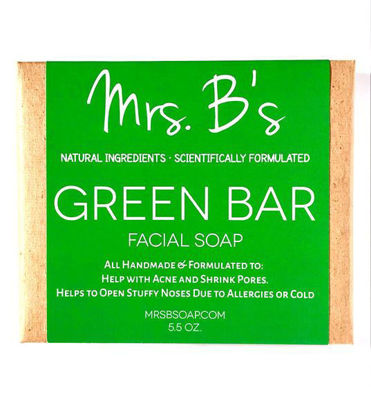 Mrs. B's
NATURAL INGREDIENTS · SCIENTIFICALLY FORMULATED
GREEN BAR
FACIAL SOAP
ALL HANDMADE & FORMULATED TO:
HELP WITH ACNE AND SHRINK PORES.
HELPS TO OPEN STUFFY NOSES DUE TO ALLERGIES OR COLD
MRSBSOAP.COM
5.5 OZ.